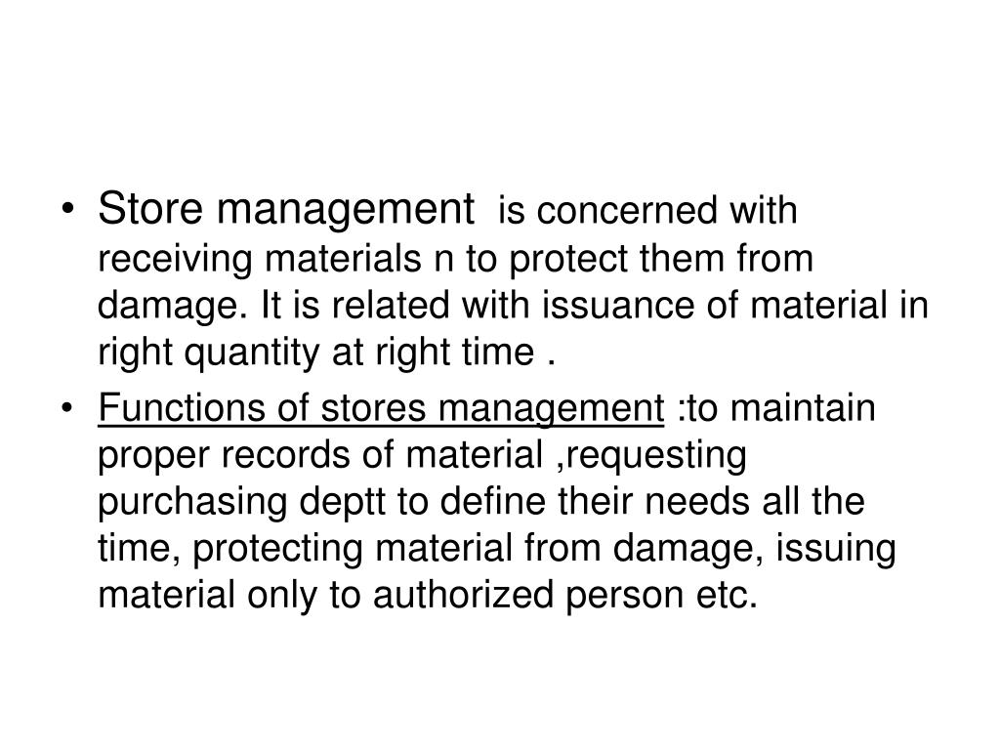 • Store management  is concerned with
receiving materials n to protect them from
damage. It is related with issuance of material in
right quantity at right time .
• Functions of stores management :to maintain
proper records of material ,requesting
purchasing deptt to define their needs all the
time, protecting material from damage, issuing
material only to authorized person etc.